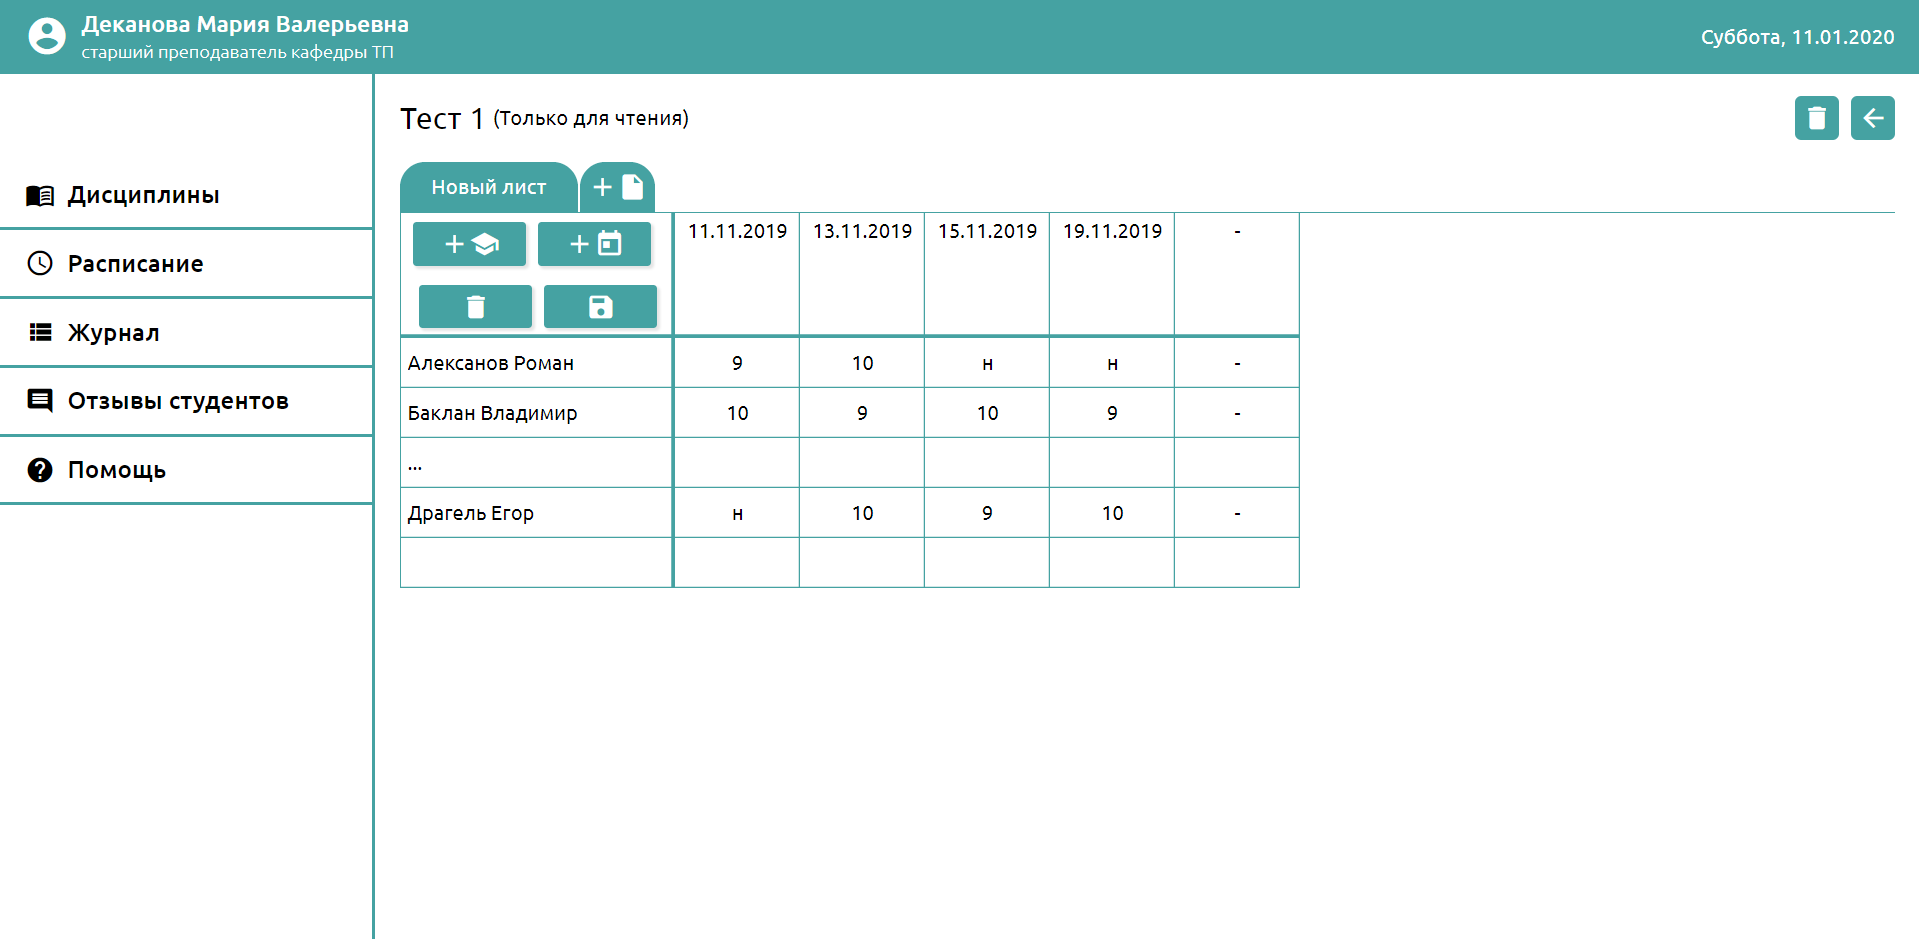 Деканова Мария Валерьевна
старший преподаватель кафедры ТП
Суббота, 11.01.2020
Дисциплины
Расписание
Журнал
Отзывы студентов
Помощь
Тест 1 (Только для чтения)
Новый лист
11.11.2019 13.11.2019 15.11.2019 19.11.2019 -
Алексанов Роман 9 10 н н -
Баклан Владимир 10 9 10 9 -
...
Драгель Егор н 10 9 10 -